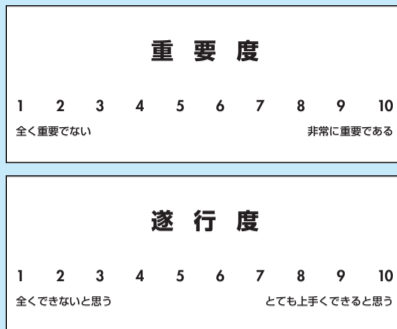 重要度
1 2 3 4 5 6 7 8 9 10
全く重要でない 非常に重要である
遂行度
1 2 3 4 5 6 7 8 9 10
全くできないと思う とても上手くできると思う